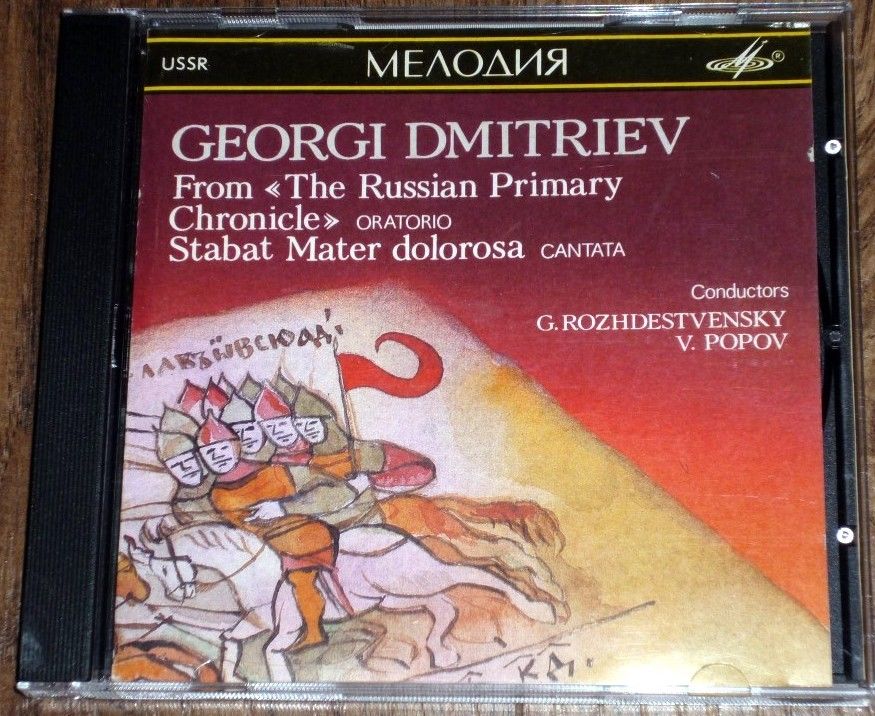 USSR МЕЛОДИЯ ®
GEORGI DMITRIEV
From «The Russian Primary
Chronicle» ORATORIO
Stabat Mater dolorosa CANTATA
Conductors
G. ROZHDESTVENSKY
V. POPOV